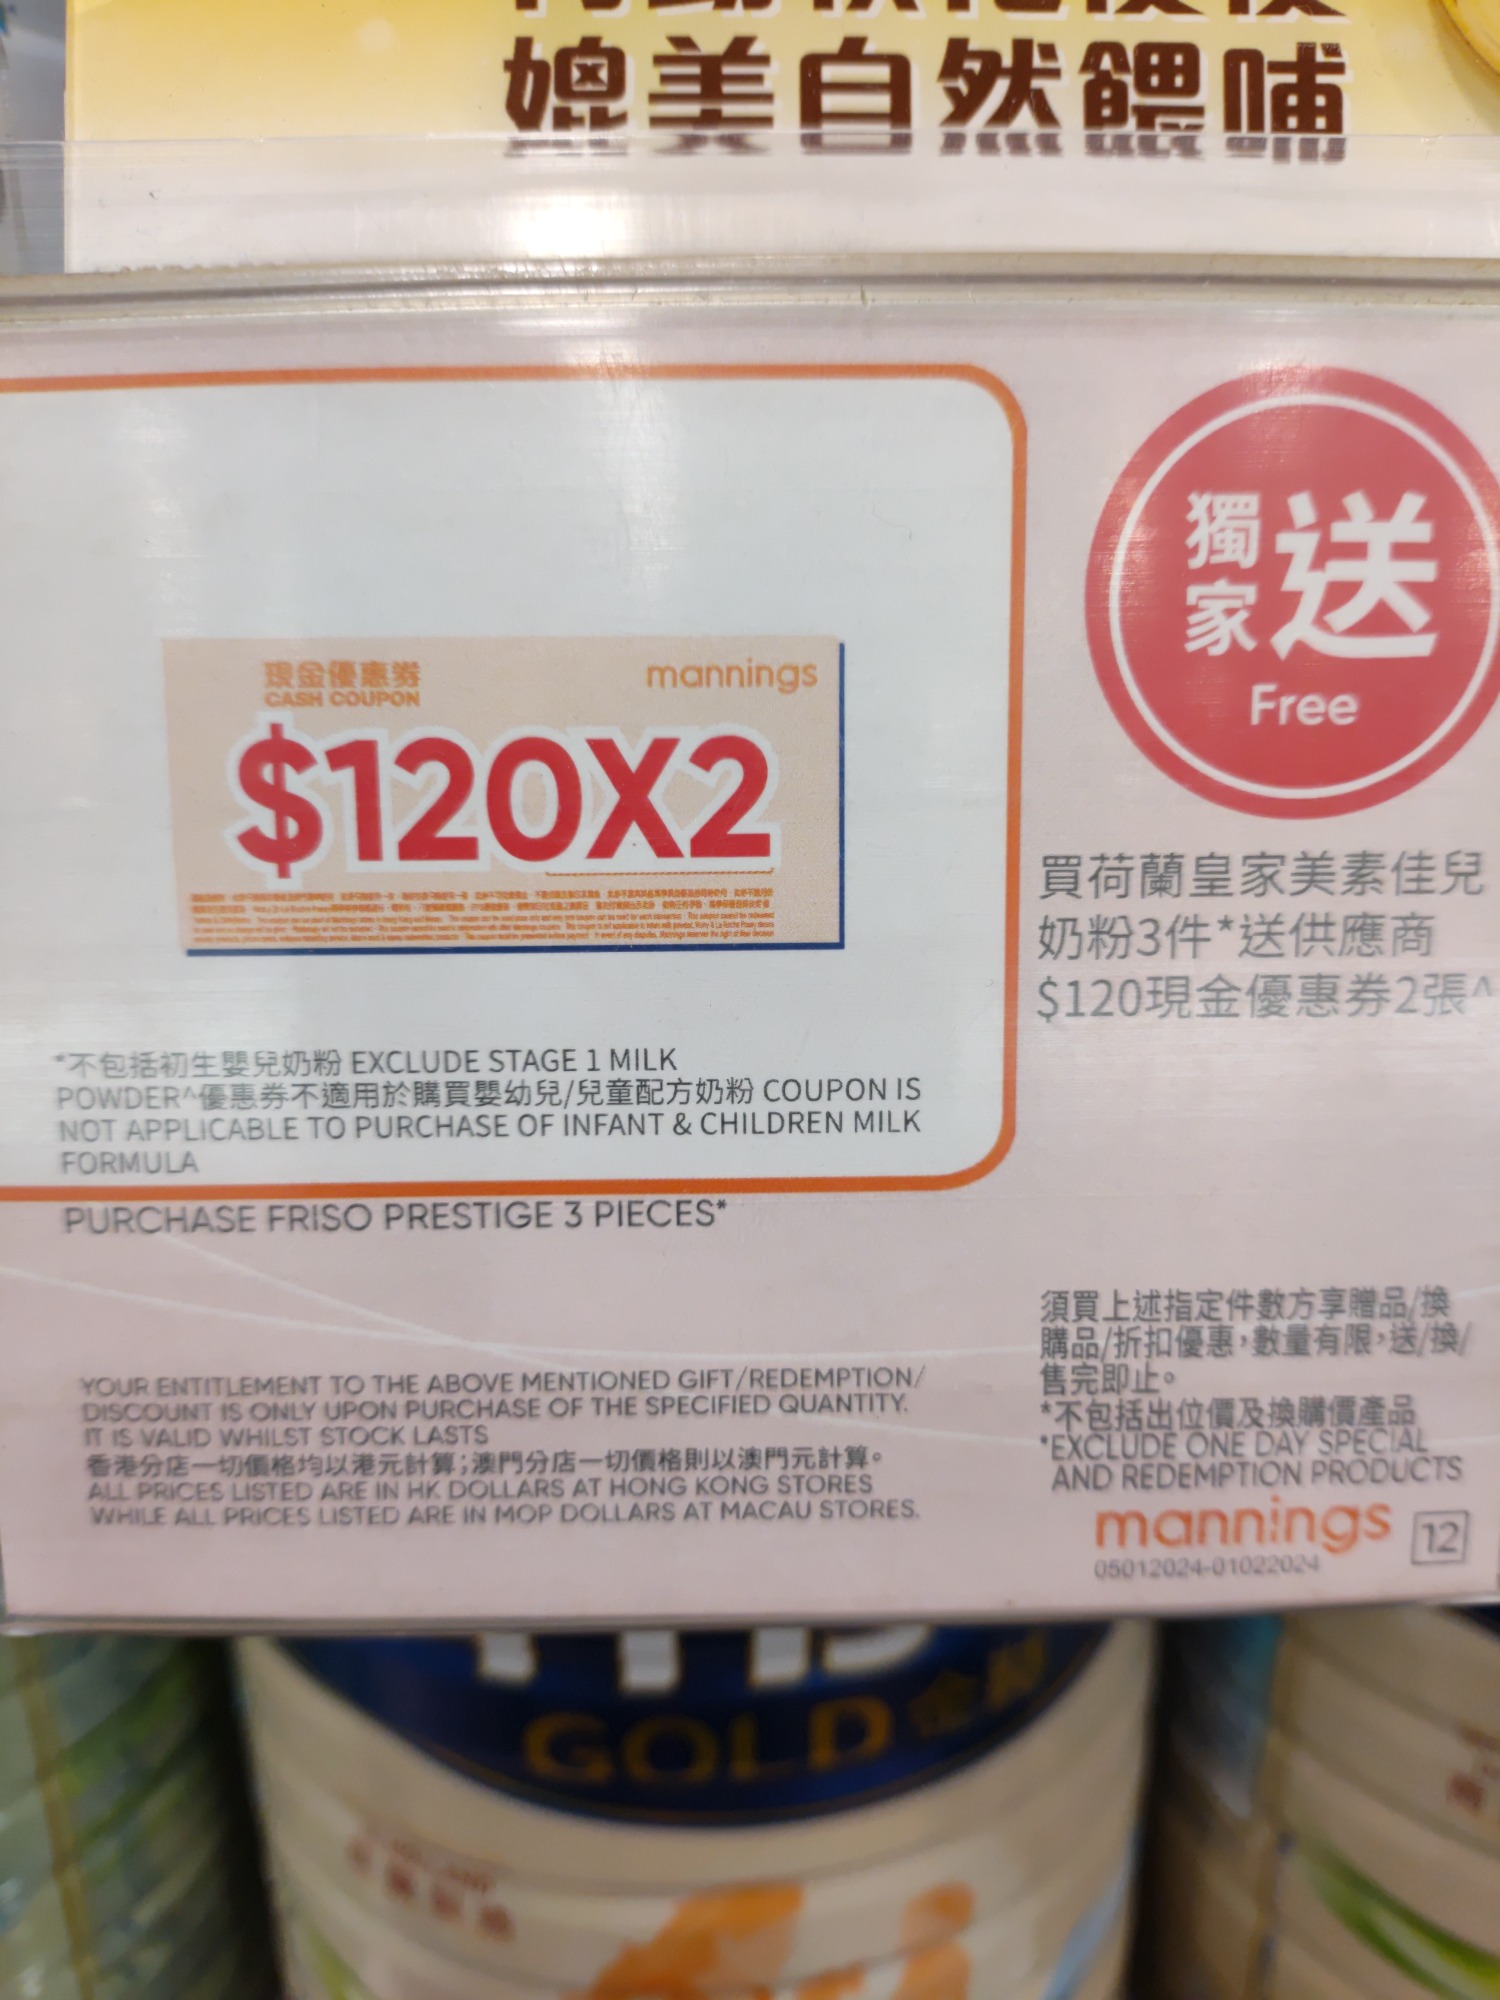 媲美自然餵哺
獨家送
Free
現金優惠券
CASH COUPON
mannings
$120X2
買荷蘭皇家美素佳兒
奶粉3件*送供應商
$120現金優惠券2張^
*不包括初生嬰兒奶粉 EXCLUDE STAGE 1 MILK
POWDER^優惠券不適用於購買嬰幼兒/兒童配方奶粉 COUPON IS
NOT APPLICABLE TO PURCHASE OF INFANT & CHILDREN MILK
FORMULA
PURCHASE FRISO PRESTIGE 3 PIECES*
須買上述指定件數方享贈品/換
購品/折扣優惠,數量有限,送/換/
售完即止。
*不包括出位價及換購價產品
*EXCLUDE ONE DAY SPECIAL
AND REDEMPTION PRODUCTS
YOUR ENTITLEMENT TO THE ABOVE MENTIONED GIFT/REDEMPTION/
DISCOUNT IS ONLY UPON PURCHASE OF THE SPECIFIED QUANTITY.
IT IS VALID WHILST STOCK LASTS
香港分店一切價格均以港元計算;澳門分店一切價格則以澳門元計算。
ALL PRICES LISTED ARE IN HK DOLLARS AT HONG KONG STORES
WHILE ALL PRICES LISTED ARE IN MOP DOLLARS AT MACAU STORES.
mannings 12
05012024-01022024
GOLD